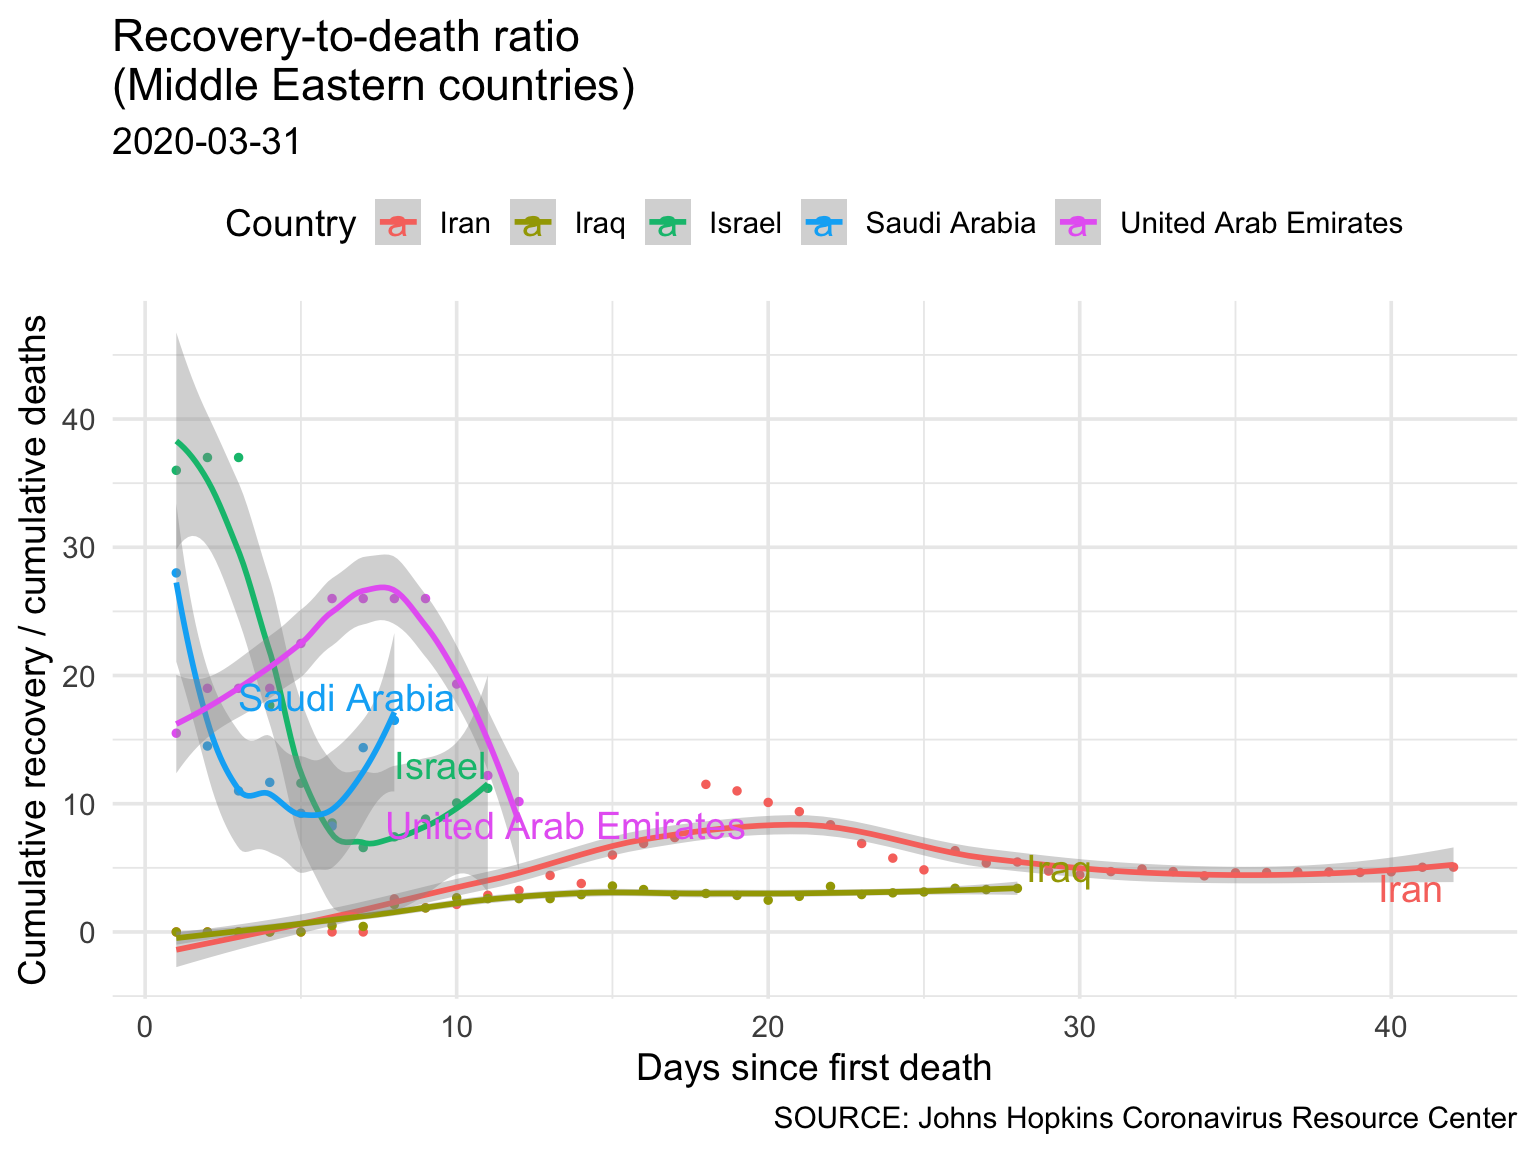 Recovery-to-death ratio
(Middle Eastern countries)
2020-03-31
Country a Iran a Iraq a Israel a Saudi Arabia a United Arab Emirates
Cumulative recovery / cumulative deaths
40
30
20
10
0
Saudi Arabia
Israel
United Arab Emirates
Iraq
Iran
0 10 20 30 40
Days since first death
SOURCE: Johns Hopkins Coronavirus Resource Center